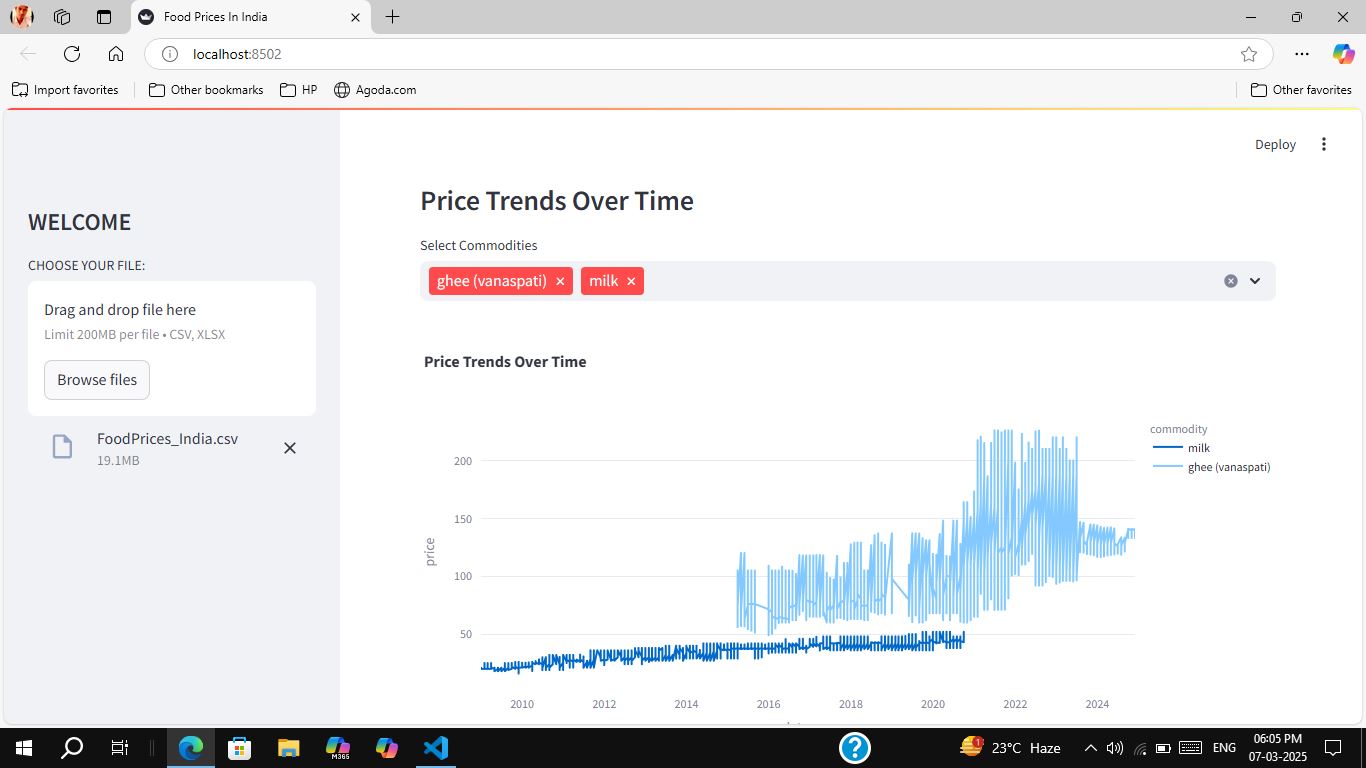 Food Prices In India
localhost:8502
Import favorites
Other bookmarks
HP
Agoda.com
Other favorites
Deploy
WELCOME
CHOOSE YOUR FILE:
Drag and drop file here
Limit 200MB per file • CSV, XLSX
Browse files
FoodPrices_India.csv
19.1MB
Price Trends Over Time
Select Commodities
ghee (vanaspati) milk
Price Trends Over Time
commodity
milk
ghee (vanaspati)
price
200
150
100
50
2010 2012 2014 2016 2018 2020 2022 2024
M365
1
23°C Haze
ENG
06:05 PM
07-03-2025